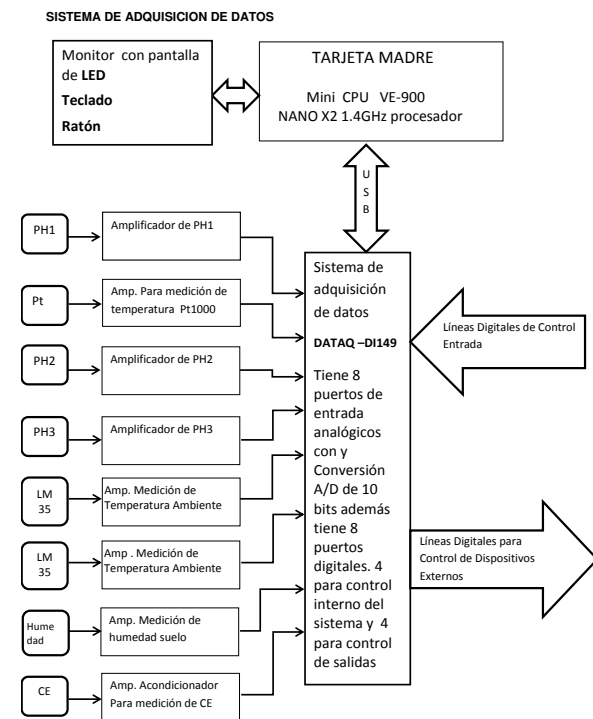 SISTEMA DE ADQUISICION DE DATOS
Monitor con pantalla
de LED
Teclado
Ratón
TARJETA MADRE
Mini CPU VE-900
NANO X2 1.4GHz procesador
U
S
B
PH1
Amplificador de PH1
Pt
Amp. Para medición de
temperatura Pt1000
PH2
Amplificador de PH2
PH3
Amplificador de PH3
LM
35
Amp. Medición de
Temperatura Ambiente
LM
35
Amp . Medición de
Temperatura Ambiente
Hume
dad
Amp. Medición de
humedad suelo
CE
Amp. Acondicionador
Para medición de CE
Sistema de
adquisición
de datos
DATAQ –DI149
Tiene 8
puertos de
entrada
analógicos
con y
Conversión
A/D de 10
bits además
tiene 8
puertos
digitales. 4
para control
interno del
sistema y 4
para control
de salidas
Líneas Digitales de Control
Entrada
Líneas Digitales para
Control de Dispositivos
Externos